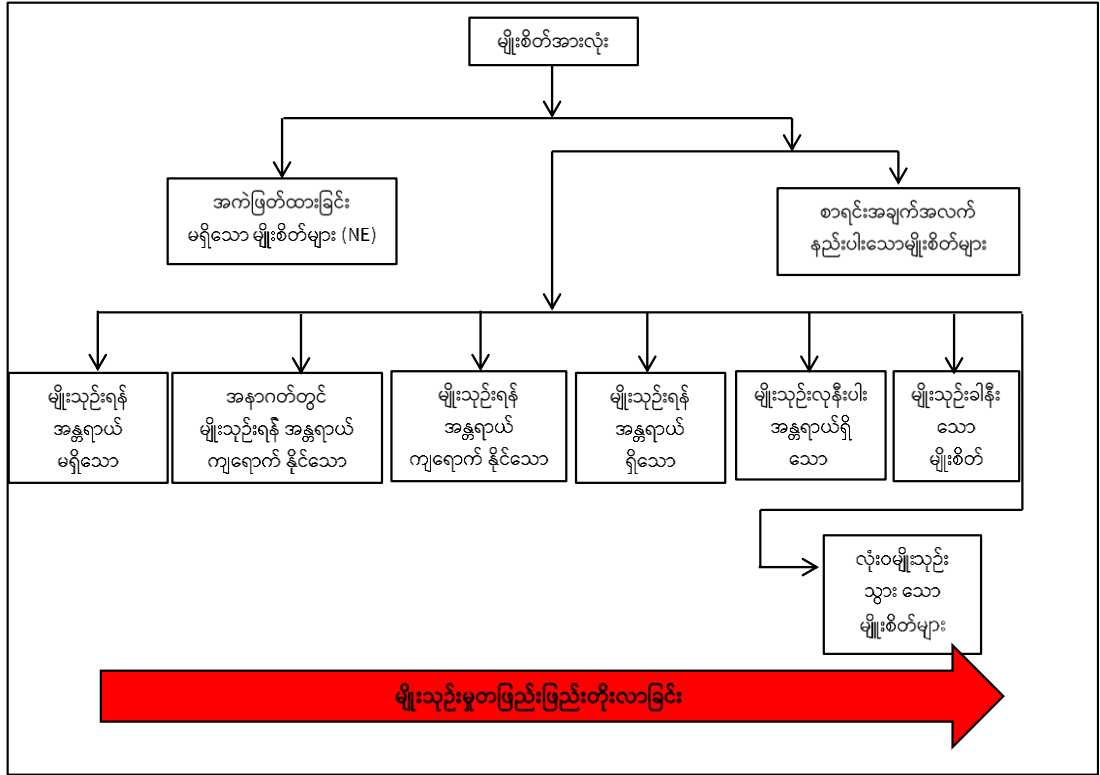 မျိုးစိတ်အားလုံး
အကဲဖြတ်ထားခြင်း
မရှိသော မျိုးစိတ်များ (NE)
စာရင်းအချက်အလက်
နည်းပါးသောမျိုးစိတ်များ
မျိုးသုဉ်းရန်
အန္တရာယ်
မရှိသော
အနာဂတ်တွင်
မျိုးသုဉ်းရန် အန္တရာယ်
ကျရောက် နိုင်သော
မျိုးသုဉ်းရန်
အန္တရာယ်
ကျရောက် နိုင်သော
မျိုးသုဉ်းရန်
အန္တရာယ်
ရှိသော
မျိုးသုဉ်းလုနီးပါး
အန္တရာယ်ရှိ
သော
မျိုးသုဉ်းခါနီး
သော
မျိုးစိတ်
လုံးဝမျိုးသုဉ်း
သွား သော
မျိုးစိတ်များ
မျိုးသုဉ်းမှုတဖြည်းဖြည်းတိုးလာခြင်း